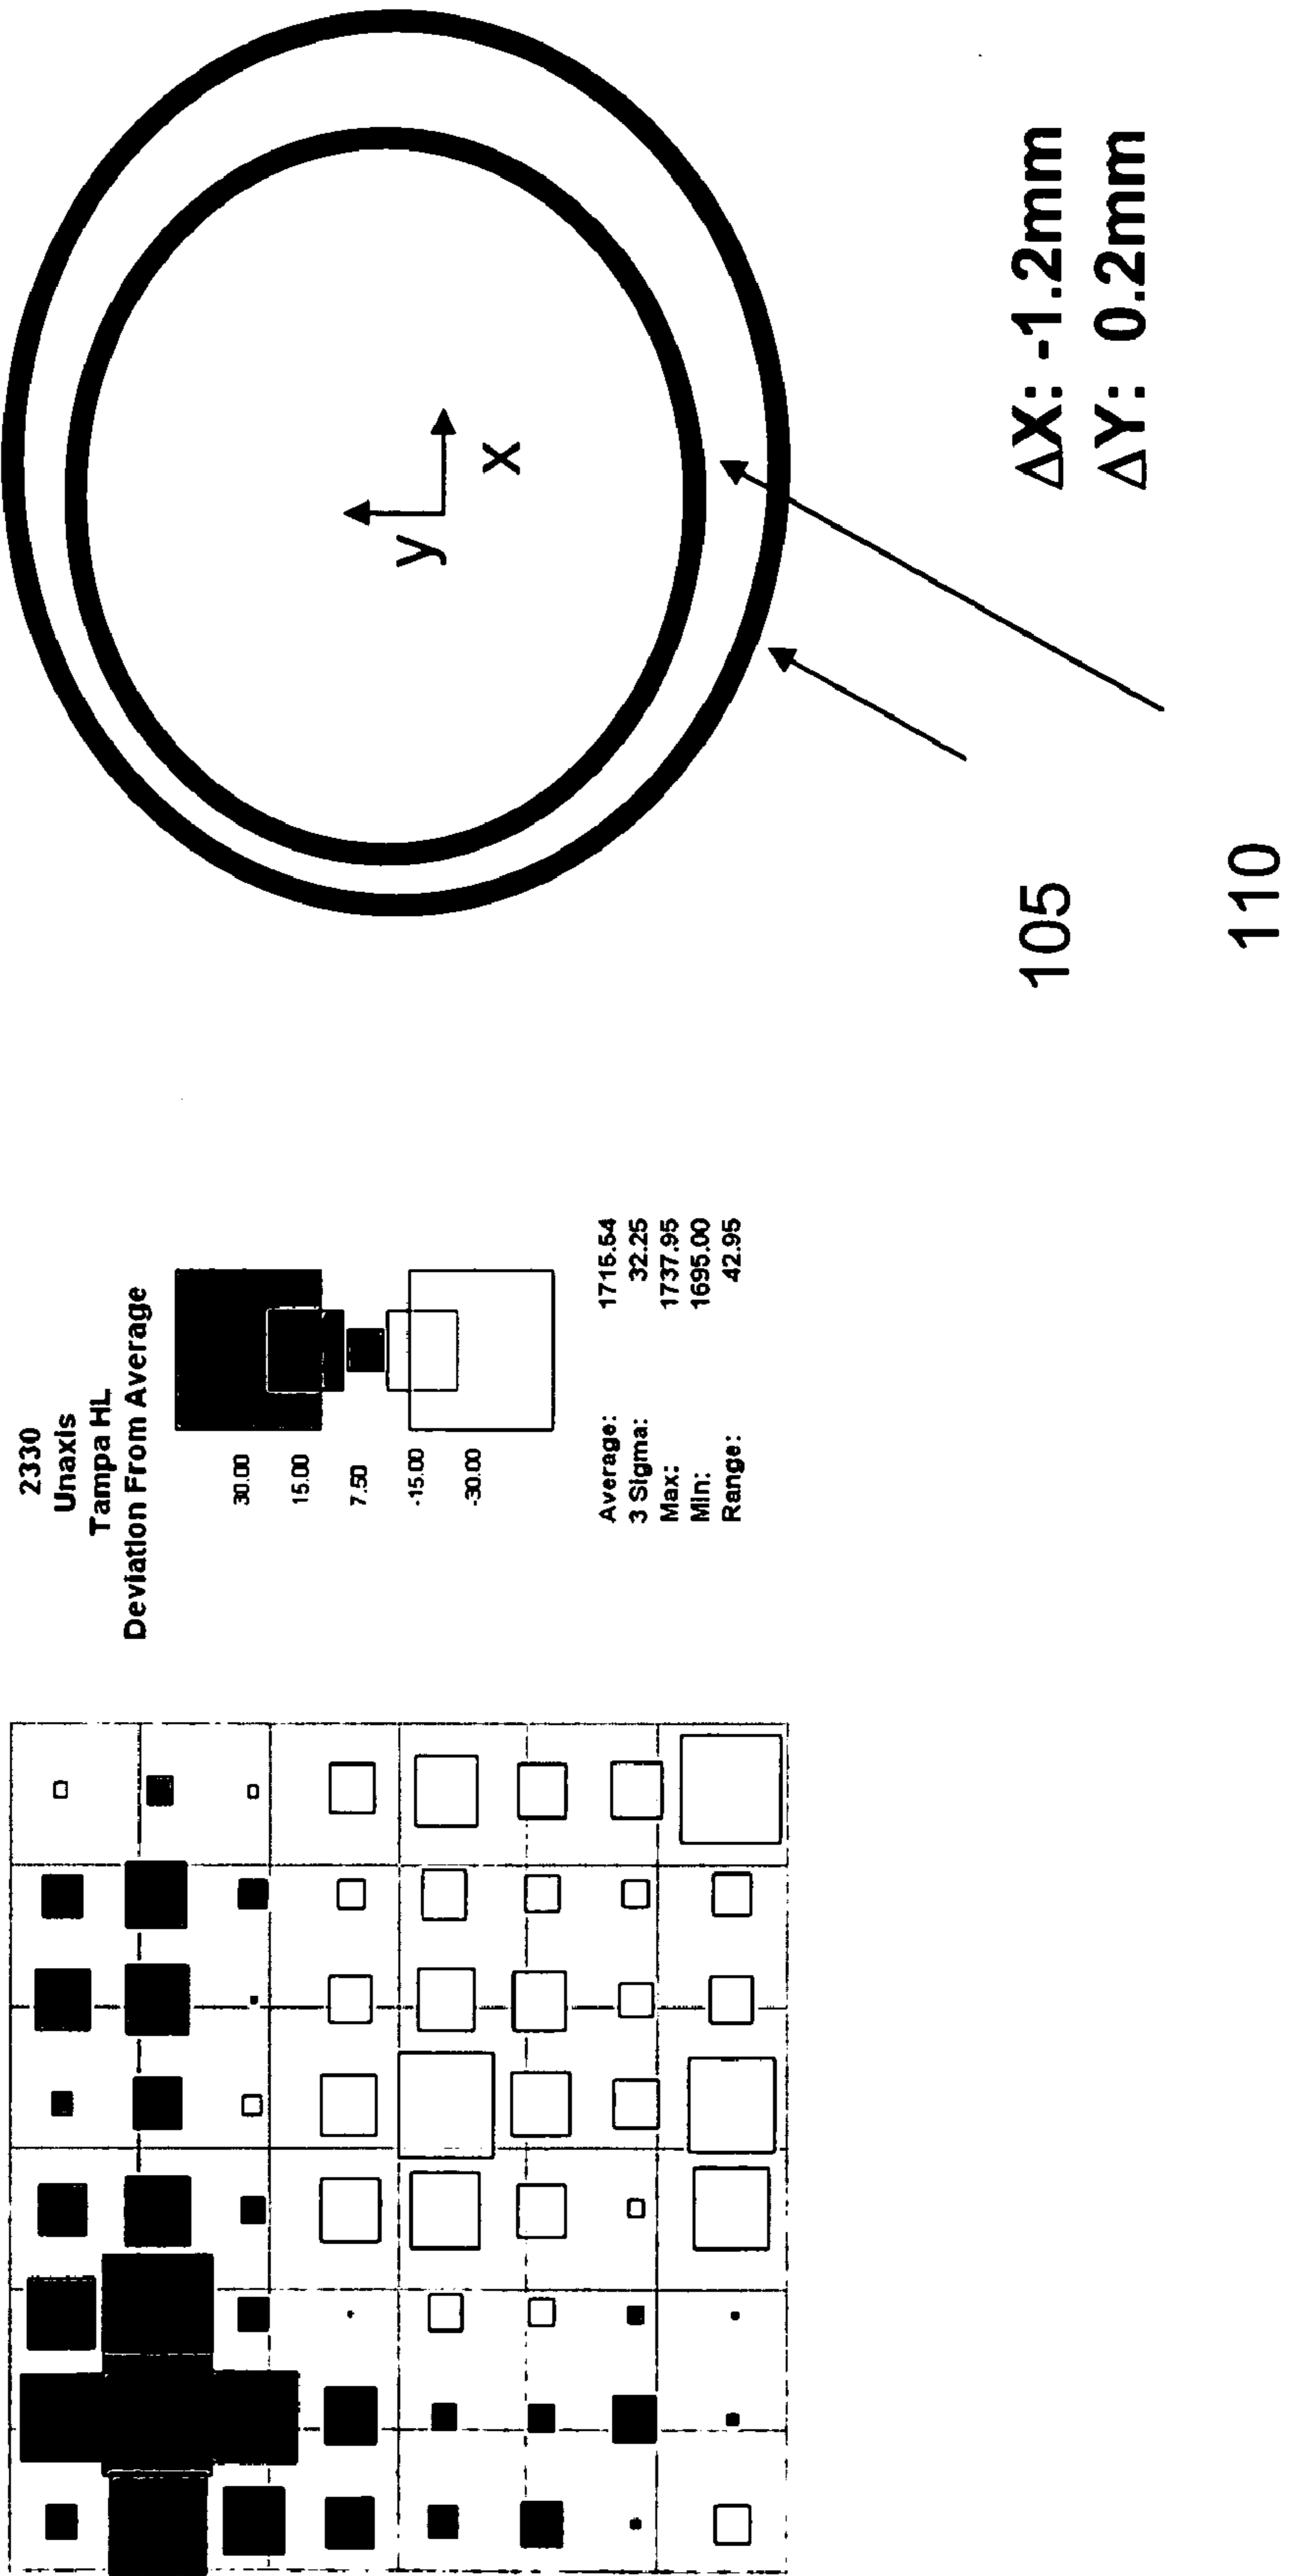 2330
Unaxis
Tampa HL
Deviation From Average
30.00
15.00
7.50
-15.00
-30.00
Average: 1715.54
3 Sigma: 32.25
Max: 1737.95
Min: 1695.00
Range: 42.95
y
X
ΔX: -1.2mm
ΔY: 0.2mm
105
110